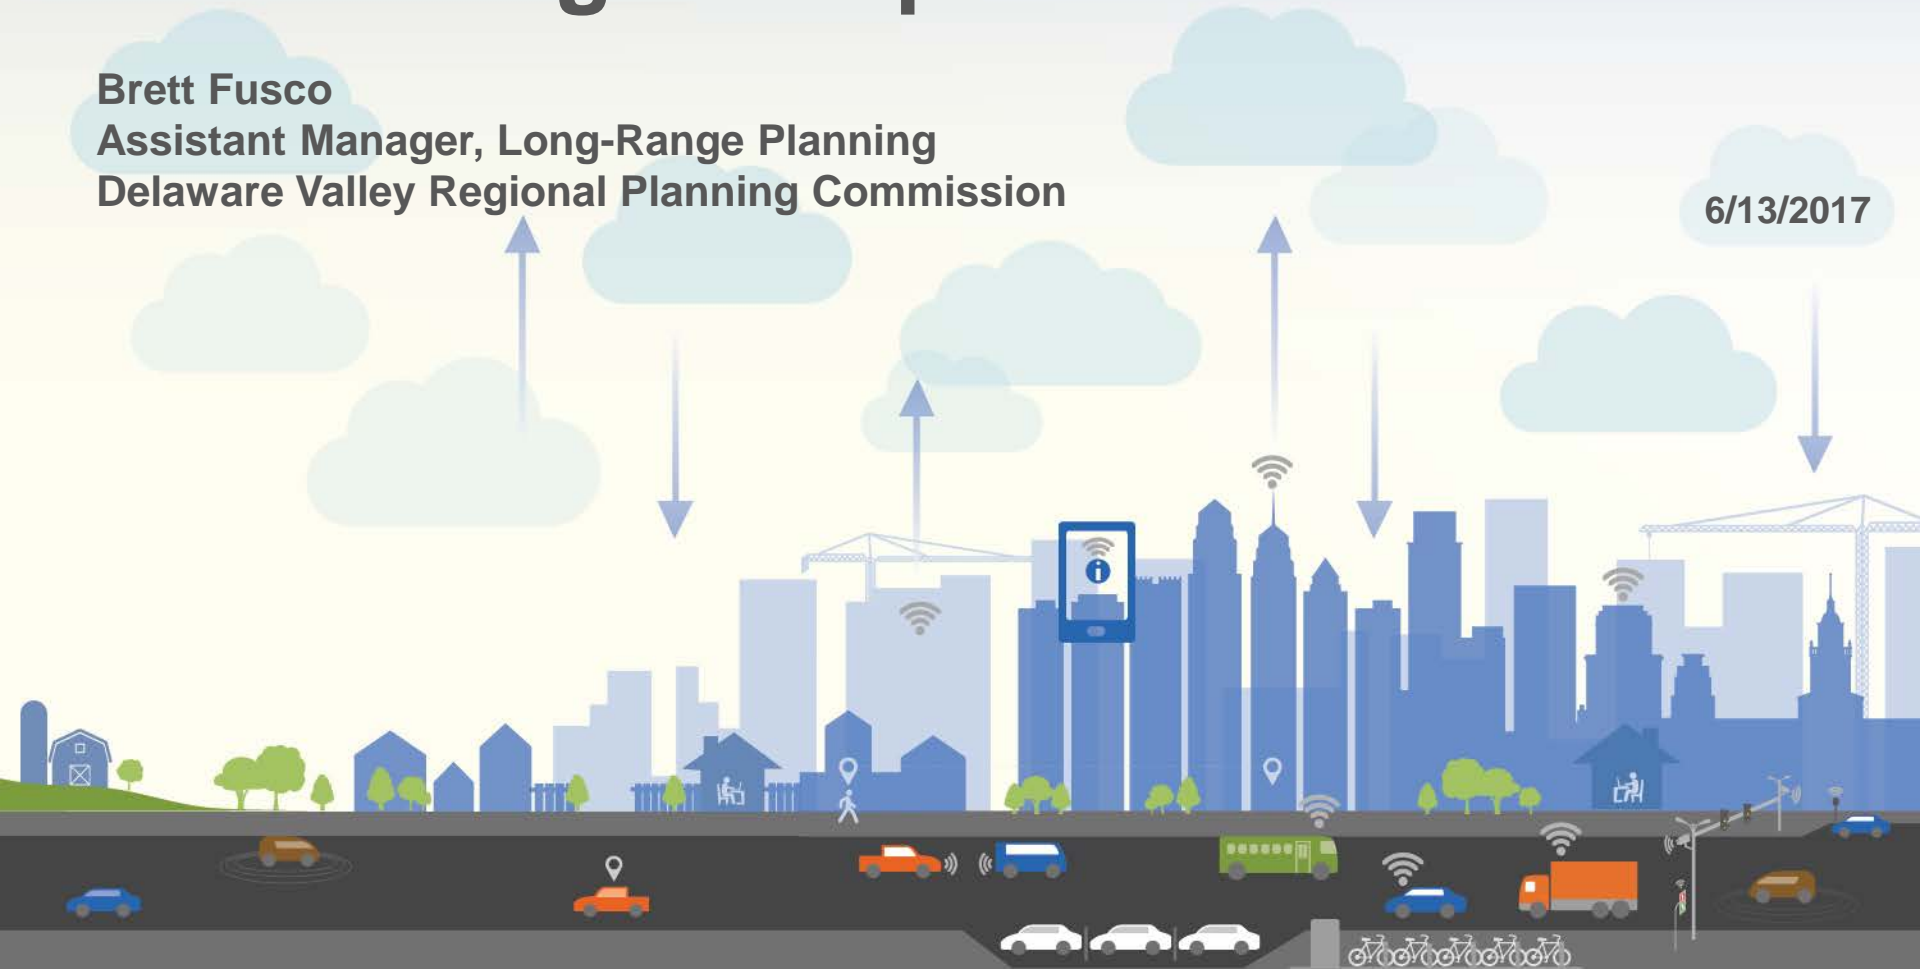 Brett Fusco
Assistant Manager, Long-Range Planning
Delaware Valley Regional Planning Commission
6/13/2017
i